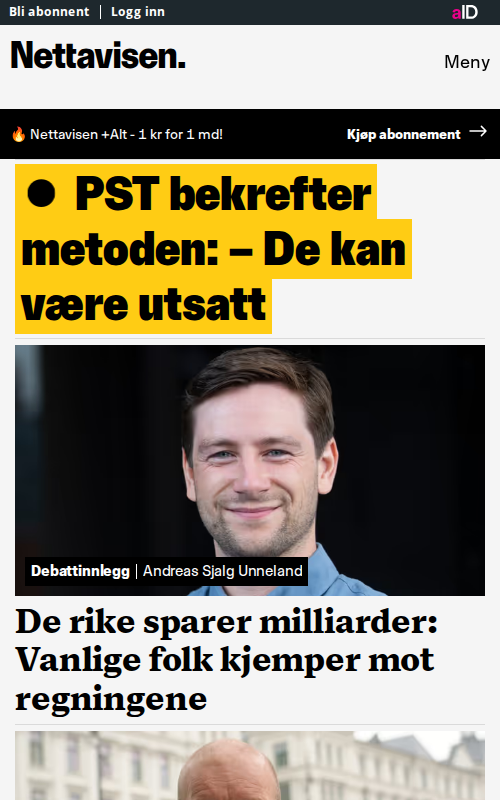 Bli abonnent | Logg inn
aID
Nettavisen.
Meny
🔥 Nettavisen +Alt - 1 kr for 1 md!
Kjøp abonnement →
● PST bekrefter
metoden: – De kan
være utsatt
Debattinnlegg | Andreas Sjalg Unneland
De rike sparer milliarder:
Vanlige folk kjemper mot
regningene